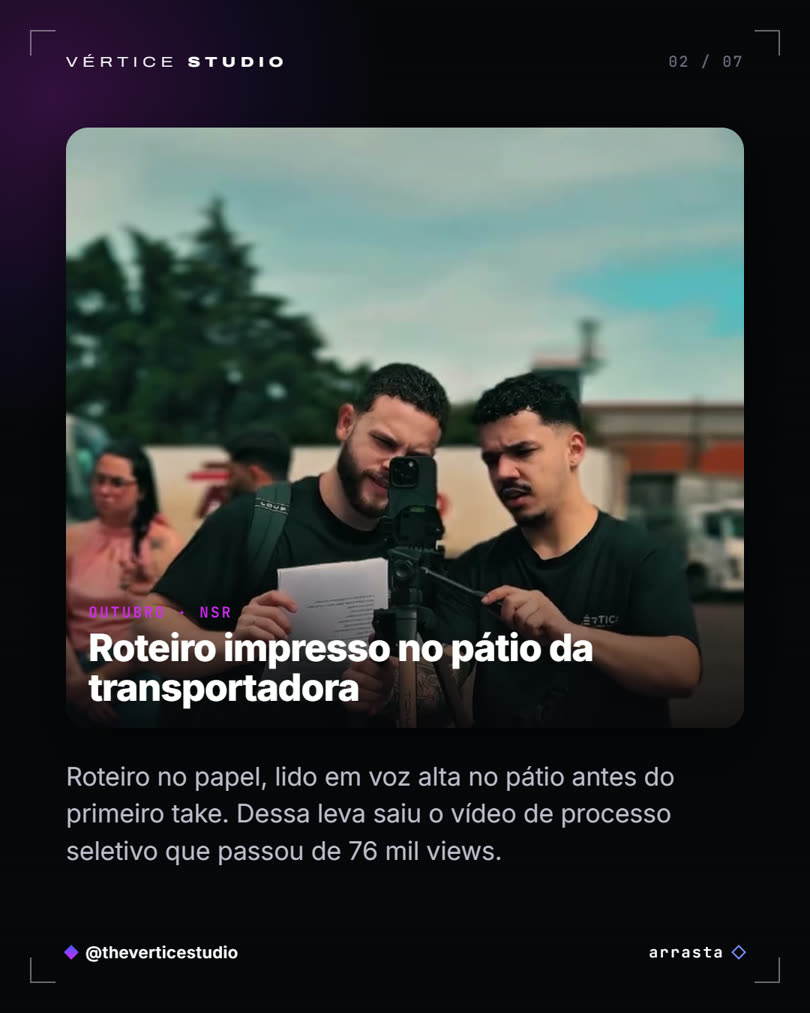 VÉRTICE STUDIO
02 / 07
OUTUBRO · NSR
Roteiro impresso no pátio da
transportadora
Roteiro no papel, lido em voz alta no pátio antes do
primeiro take. Dessa leva saiu o vídeo de processo
seletivo que passou de 76 mil views.
@theverticestudio
arrasta